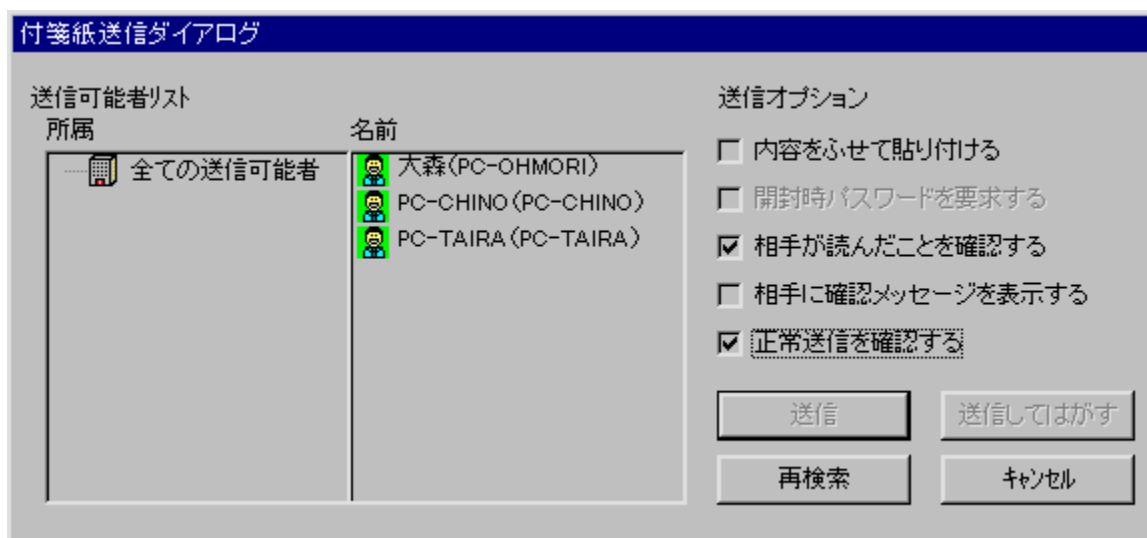 付箋紙送信ダイアログ
送信可能者リスト
所属
名前
全ての送信可能者
大森(PC-OHMORI)
PC-CHINO(PC-CHINO)
PC-TAIRA(PC-TAIRA)
送信オプション
内容をふせて貼り付ける
開封時パスワードを要求する
相手が読んだことを確認する
相手に確認メッセージを表示する
正常送信を確認する
送信
送信してはがす
再検索
キャンセル